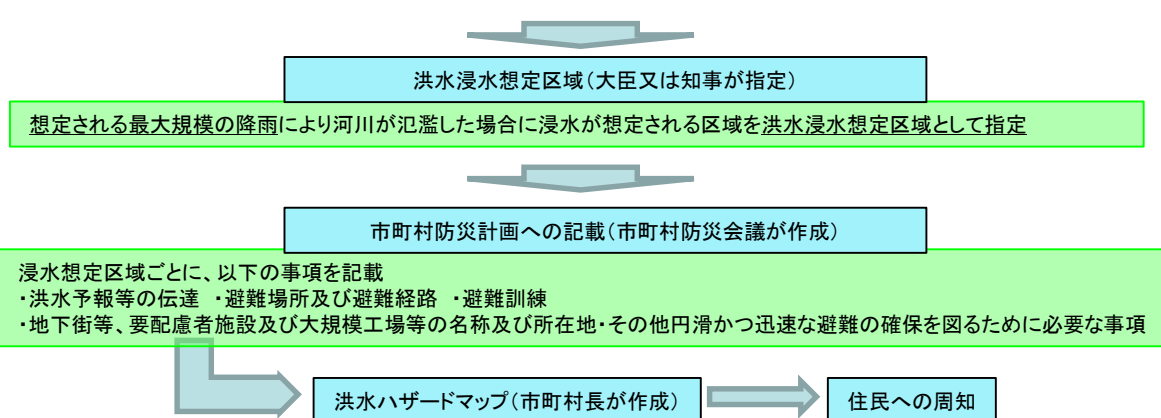 洪水浸水想定区域（大臣又は知事が指定）
想定される最大規模の降雨により河川が氾濫した場合に浸水が想定される区域を洪水浸水想定区域として指定
市町村防災計画への記載（市町村防災会議が作成）
浸水想定区域ごとに、以下の事項を記載
・洪水予報等の伝達　・避難場所及び避難経路　・避難訓練
・地下街等、要配慮者施設及び大規模工場等の名称及び所在地・その他円滑かつ迅速な避難の確保を図るために必要な事項
洪水ハザードマップ（市町村長が作成）
住民への周知